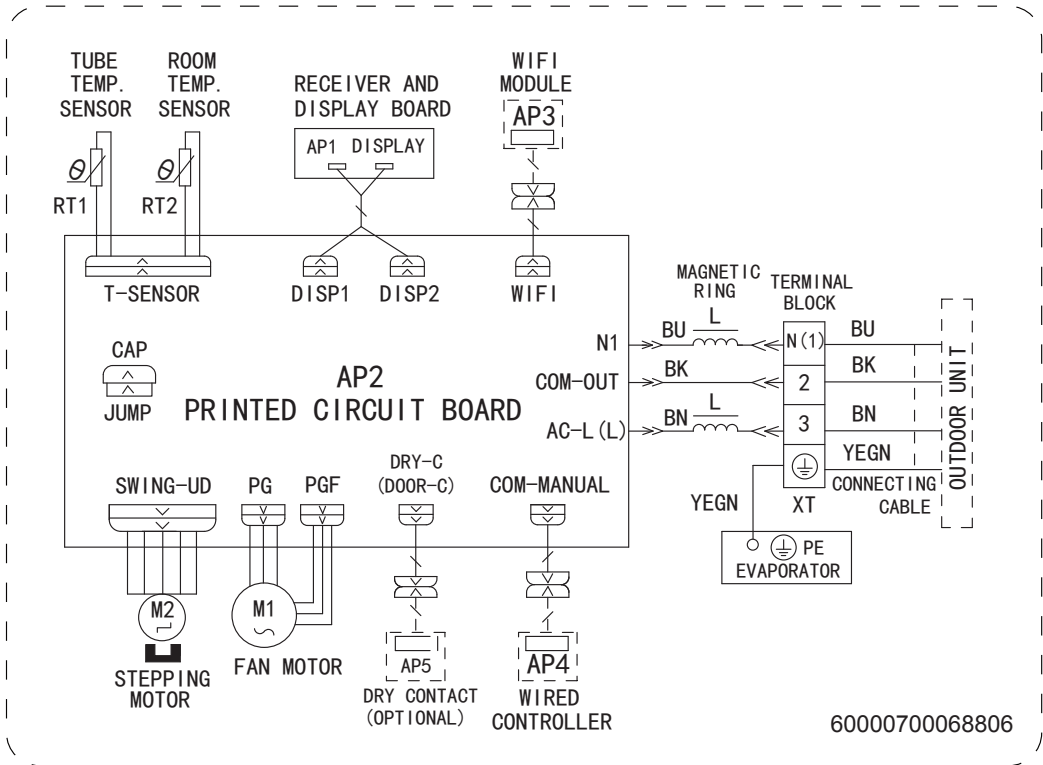 TUBE
TEMP.
SENSOR
ROOM
TEMP.
SENSOR
RECEIVER AND
DISPLAY BOARD
AP1 DISPLAY
WIFI
MODULE
AP3
θ
RT1
θ
RT2
T-SENSOR
DISP1
DISP2
WIFI
MAGNETIC
RING
TERMINAL
BLOCK
CAP
JUMP
AP2
PRINTED CIRCUIT BOARD
N1
BU
L
N(1)
BU
COM-OUT
BK
2
BK
AC-L(L)
BN
L
3
BN
YEGN
YEGN
XT
CONNECTING
CABLE
OUTDOOR UNIT
PE
EVAPORATOR
SWING-UD
PG
PGF
DRY-C
(DOOR-C)
COM-MANUAL
M2
STEPPING
MOTOR
M1
FAN MOTOR
AP5
DRY CONTACT
(OPTIONAL)
AP4
WIRED
CONTROLLER
60000700068806